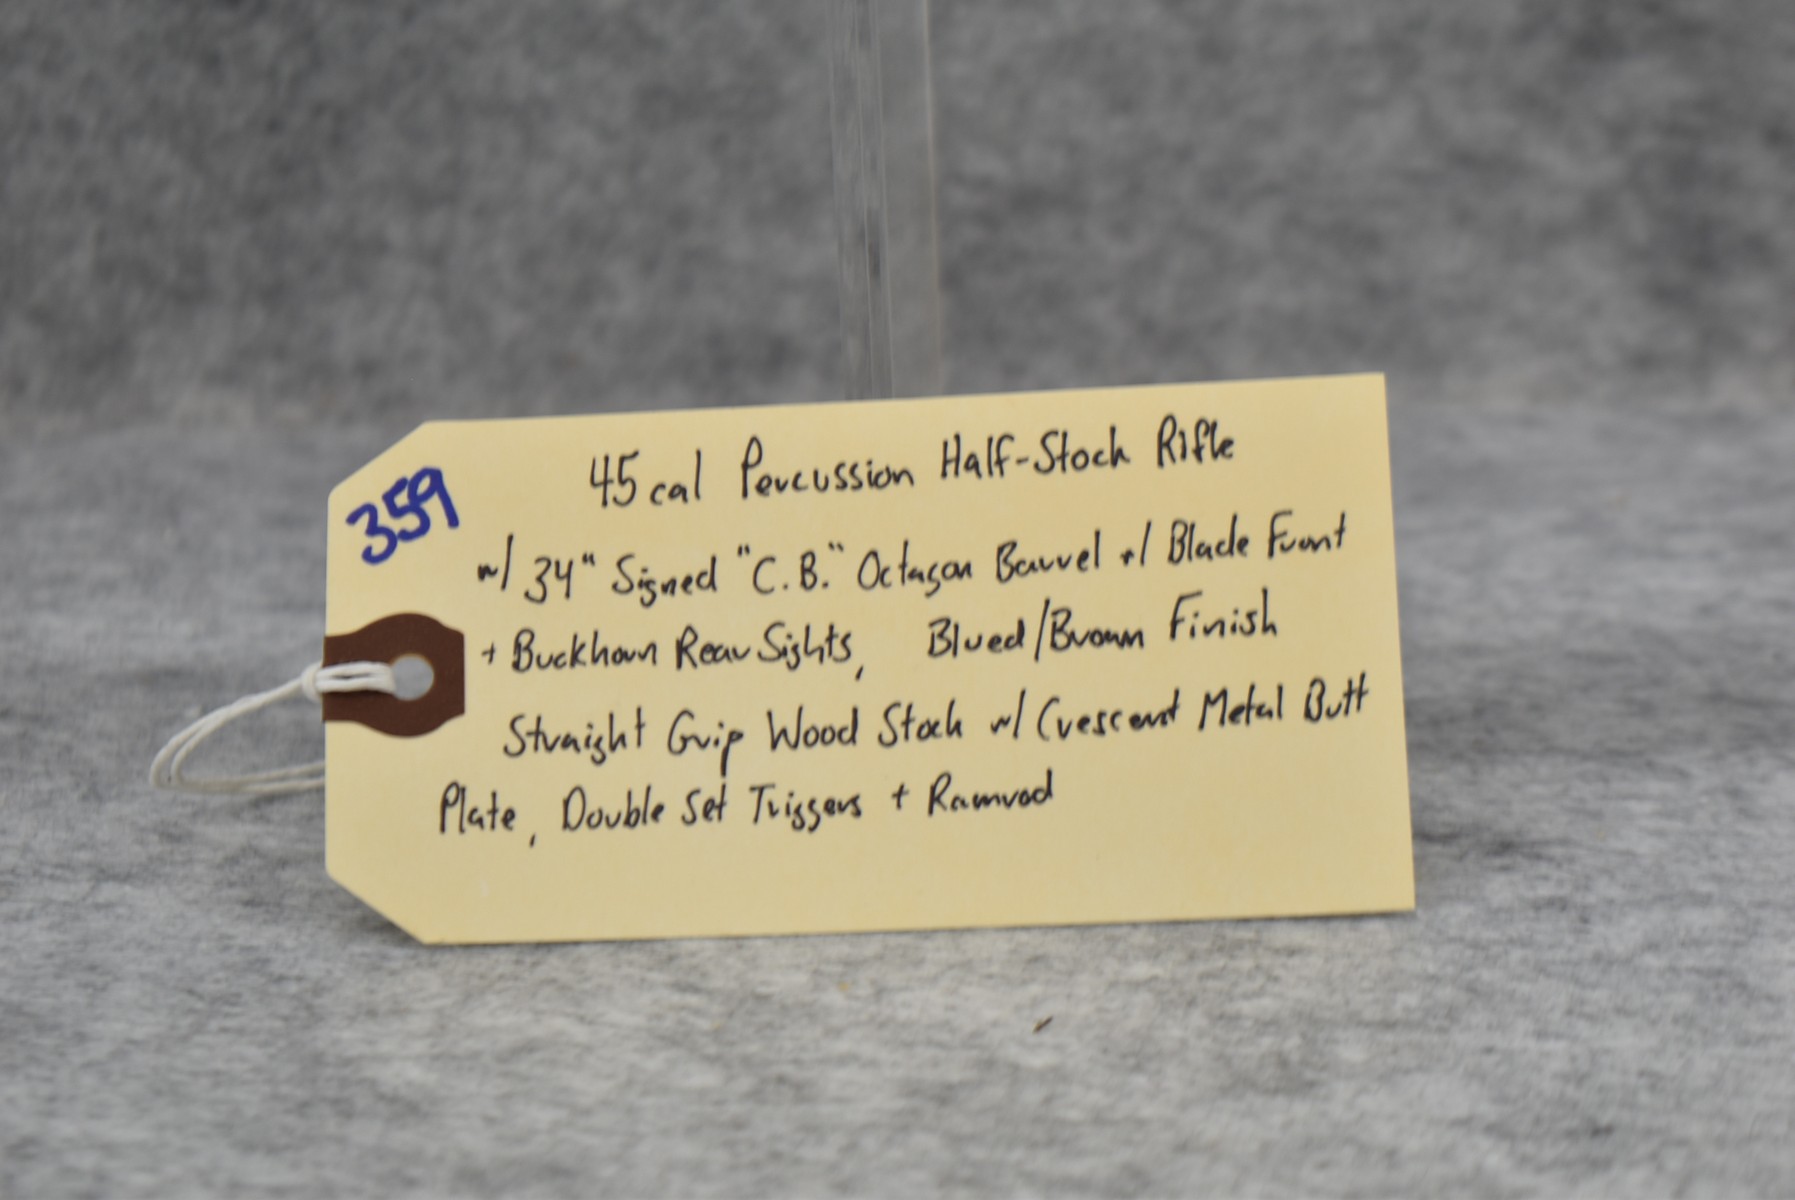 359
45 cal Percussion Half-Stock Rifle
w/ 34" Signed "C.B." Octagon Barrel w/ Blade Front
+ Buckhorn Rear Sights, Blued/Brown Finish
Straight Grip Wood Stock w/ Crescent Metal Butt
Plate, Double Set Triggers + Ramrod